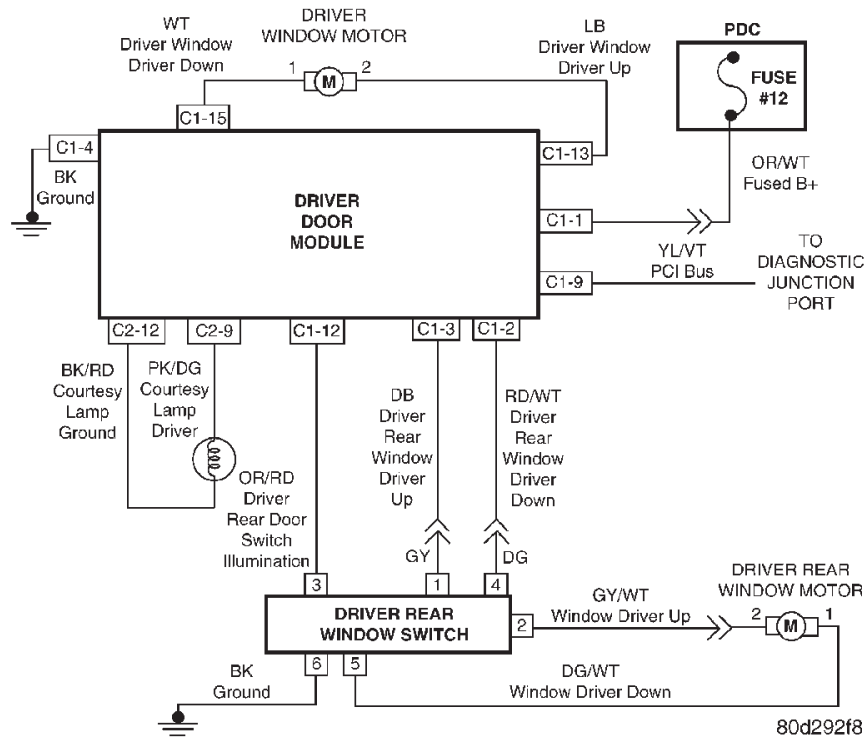 WT
Driver Window
Driver Down
DRIVER
WINDOW MOTOR
1
M
2
LB
Driver Window
Driver Up
PDC
FUSE
#12
C1-15
C1-4
BK
Ground
C1-13
OR/WT
Fused B+
DRIVER
DOOR
MODULE
C1-1
YL/VT
PCI Bus
TO
DIAGNOSTIC
JUNCTION
PORT
C1-9
C2-12
C2-9
C1-12
C1-3
C1-2
BK/RD
Courtesy
Lamp
Ground
PK/DG
Courtesy
Lamp
Driver
OR/RD
Driver
Rear Door
Switch
Illumination
DB
Driver
Rear
Window
Driver
Up
RD/WT
Driver
Rear
Window
Driver
Down
GY
DG
3
1
4
DRIVER REAR
WINDOW SWITCH
2
GY/WT
Window Driver Up
DRIVER REAR
WINDOW MOTOR
2
M
1
6
5
BK
Ground
DG/WT
Window Driver Down
80d292f8